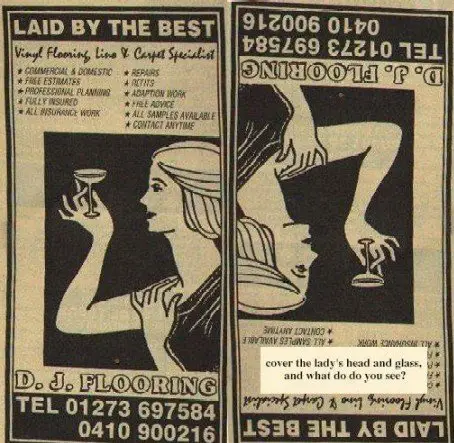 LAID BY THE BEST
Vinyl Flooring, Lino & Carpet Specialist
★ COMMERCIAL & DOMESTIC
★ FREE ESTIMATES
★ PROFESSIONAL PLANNING
★ FULLY INSURED
★ ALL INSURANCE WORK
★ REPAIRS
★ REFITS
★ ADAPTION WORK
★ FREE ADVICE
★ ALL SAMPLES AVAILABLE
★ CONTACT ANYTIME
D. J. FLOORING
TEL 01273 697584
0410 900216
LAID BY THE BEST
Vinyl Flooring, Lino & Carpet Specialist
★ ALL INSURANCE WORK
★ ALL SAMPLES AVAILABLE
★ CONTACT ANYTIME
D. J. FLOORING
TEL 01273 697584
0410 900216
cover the lady's head and glass,
and what do do you see?